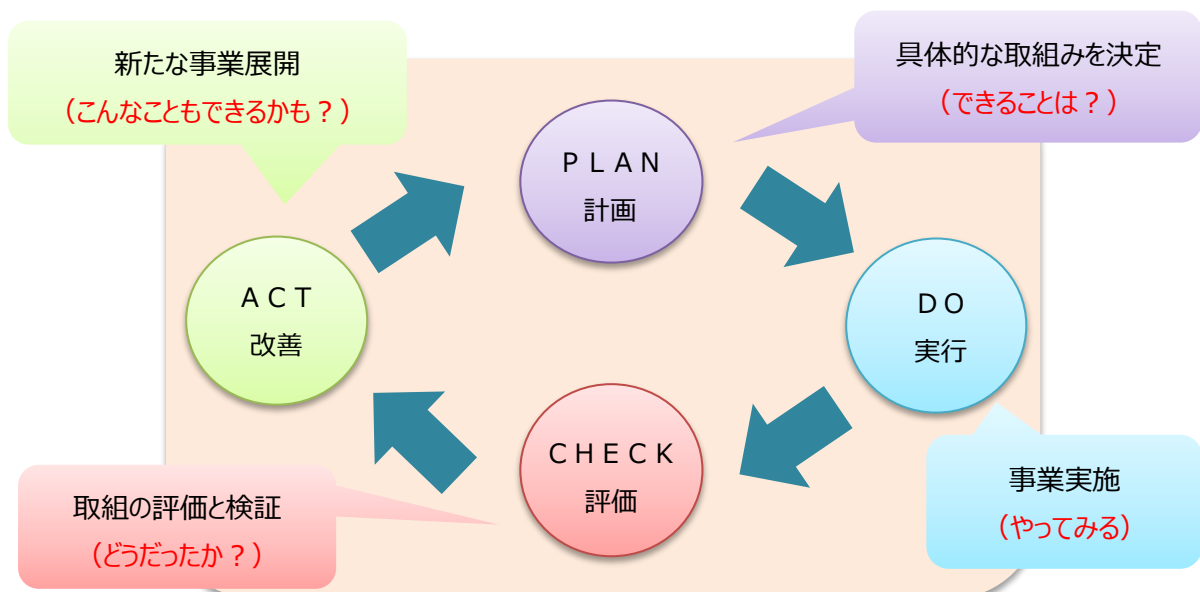 新たな事業展開
（こんなこともできるかも？）
具体的な取組みを決定
（できることは？）
ＰＬＡＮ
計画
ＡＣＴ
改善
ＤＯ
実行
ＣＨＥＣＫ
評価
取組の評価と検証
（どうだったか？）
事業実施
（やってみる）